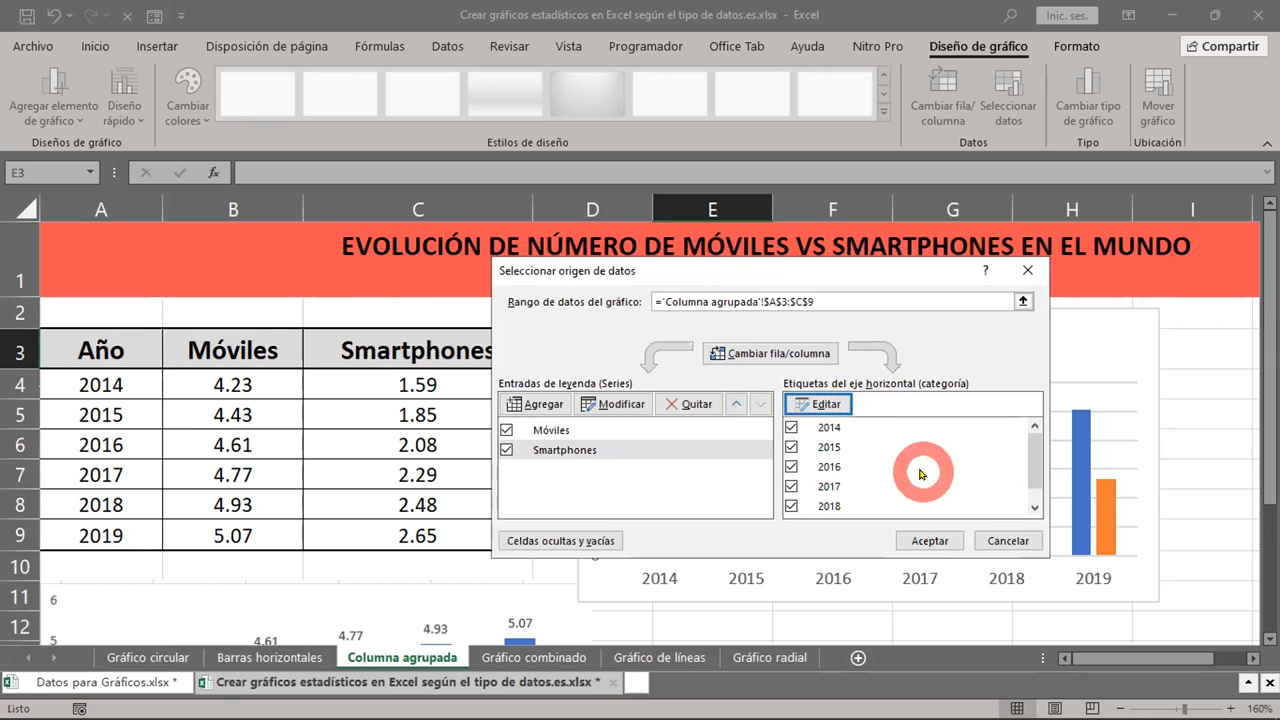 Crear gráficos estadísticos en Excel según el tipo de datos.es.xlsx - Excel
Inic. ses.
Archivo Inicio Insertar Disposición de página Fórmulas Datos Revisar Vista Programador Office Tab Ayuda Nitro Pro Diseño de gráfico Formato Compartir
Agregar elemento de gráfico
Diseño rápido
Cambiar colores
Cambiar fila/columna
Seleccionar datos
Cambiar tipo de gráfico
Mover gráfico
Diseños de gráfico Estilos de diseño Datos Tipo Ubicación
E3 fx
A B C D E F G H I
1 EVOLUCIÓN DE NÚMERO DE MÓVILES VS SMARTPHONES EN EL MUNDO
2
3 Año Móviles Smartphones
4 2014 4.23 1.59
5 2015 4.43 1.85
6 2016 4.61 2.08
7 2017 4.77 2.29
8 2018 4.93 2.48
9 2019 5.07 2.65
10
11
12
Seleccionar origen de datos ?
Rango de datos del gráfico: ='Columna agrupada'!$A$3:$C$9
Cambiar fila/columna
Entradas de leyenda (Series)
Agregar Modificar Quitar
Móviles
Smartphones
Etiquetas del eje horizontal (categoría)
Editar
2014
2015
2016
2017
2018
Celdas ocultas y vacías Aceptar Cancelar
0
2014 2015 2016 2017 2018 2019
6
5
4.61 4.77 4.93 5.07
Gráfico circular Barras horizontales Columna agrupada Gráfico combinado Gráfico de líneas Gráfico radial
Datos para Gráficos.xlsx * Crear gráficos estadísticos en Excel según el tipo de datos.es.xlsx *
Listo 160%